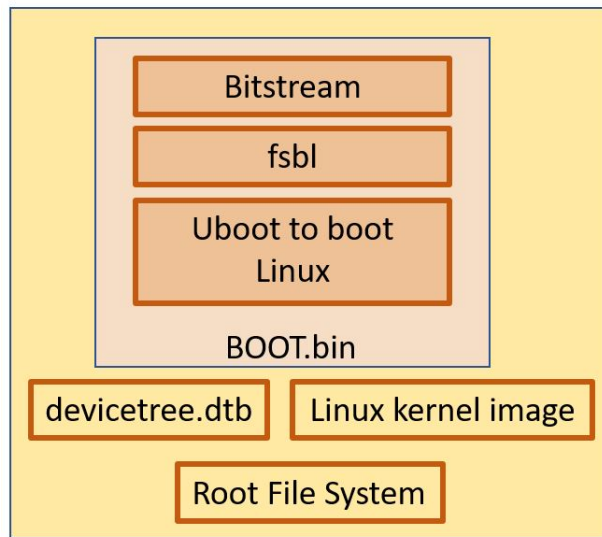 Bitstream
fsbl
Uboot to boot
Linux
BOOT.bin
devicetree.dtb
Linux kernel image
Root File System